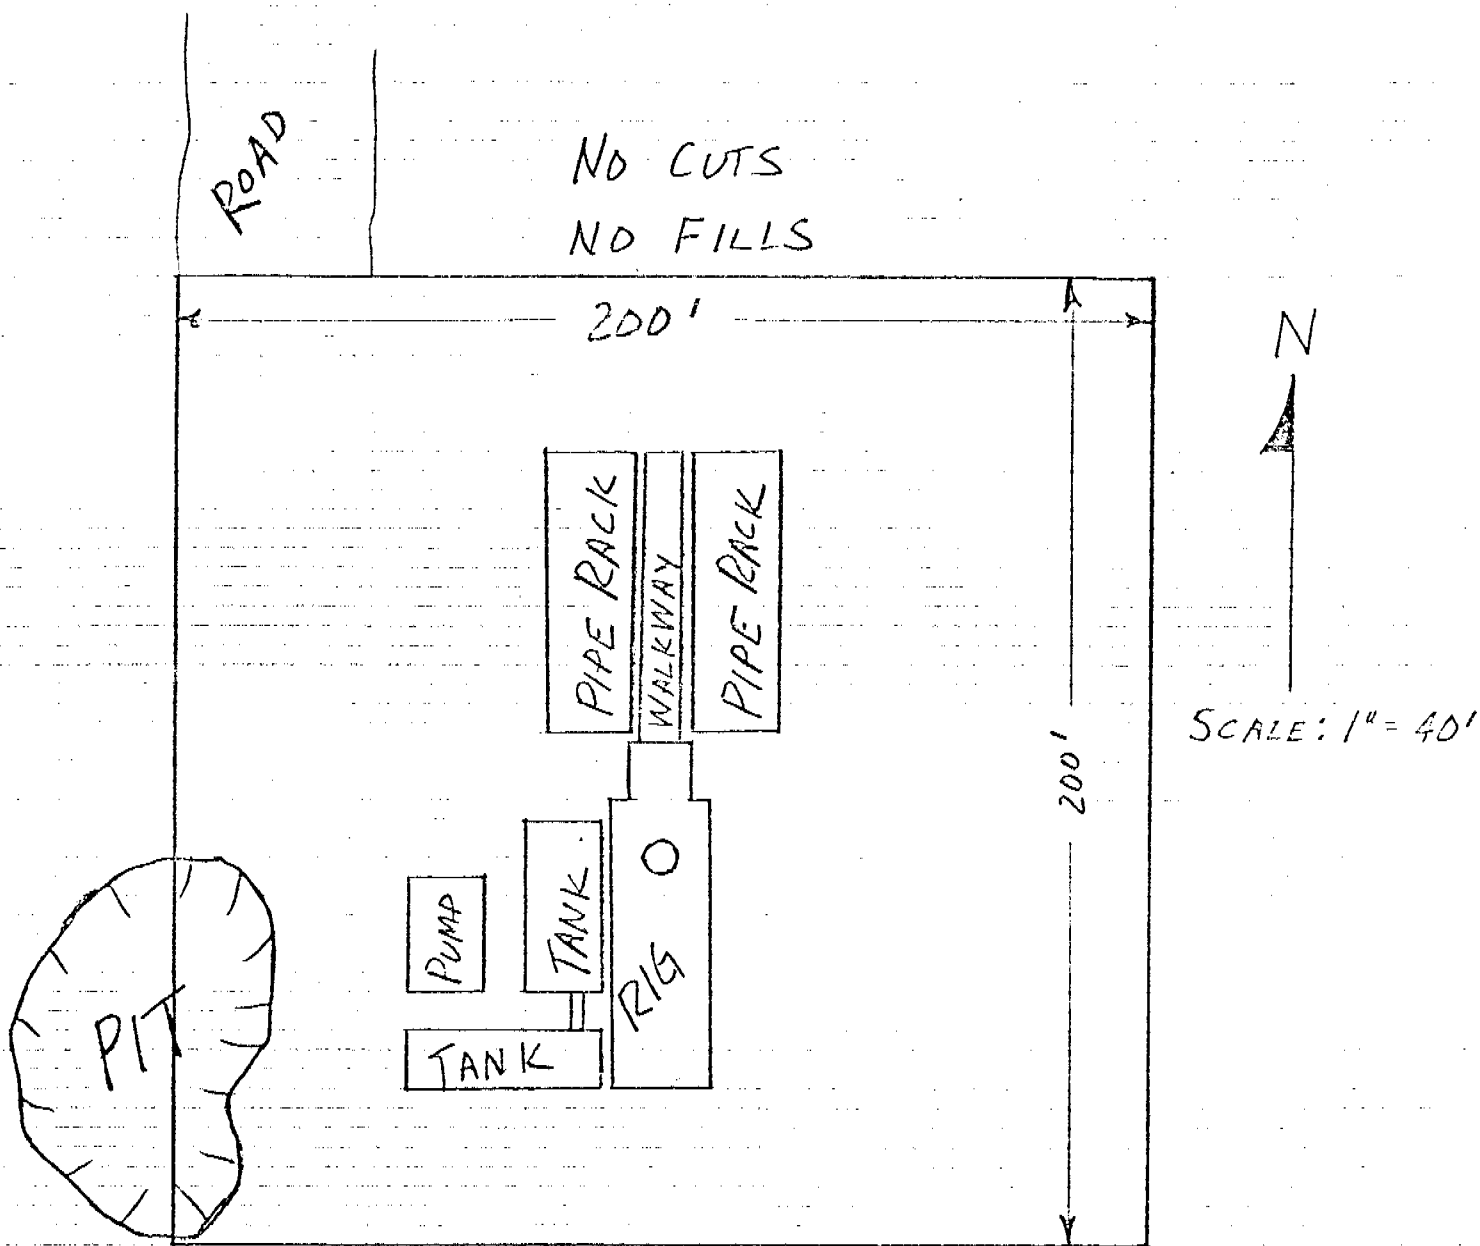 ROAD
NO CUTS
NO FILLS
200'
N
PIPE RACK
WALKWAY
PIPE RACK
SCALE: 1" = 40'
200'
PUMP
TANK
RIG
PIT
TANK